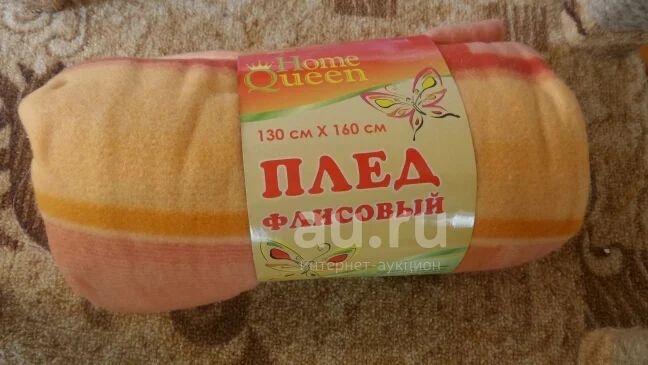 Home
Queen
130 см X 160 см
ПЛЕД
ФЛИСОВЫЙ
au.ru
интернет-аукцион